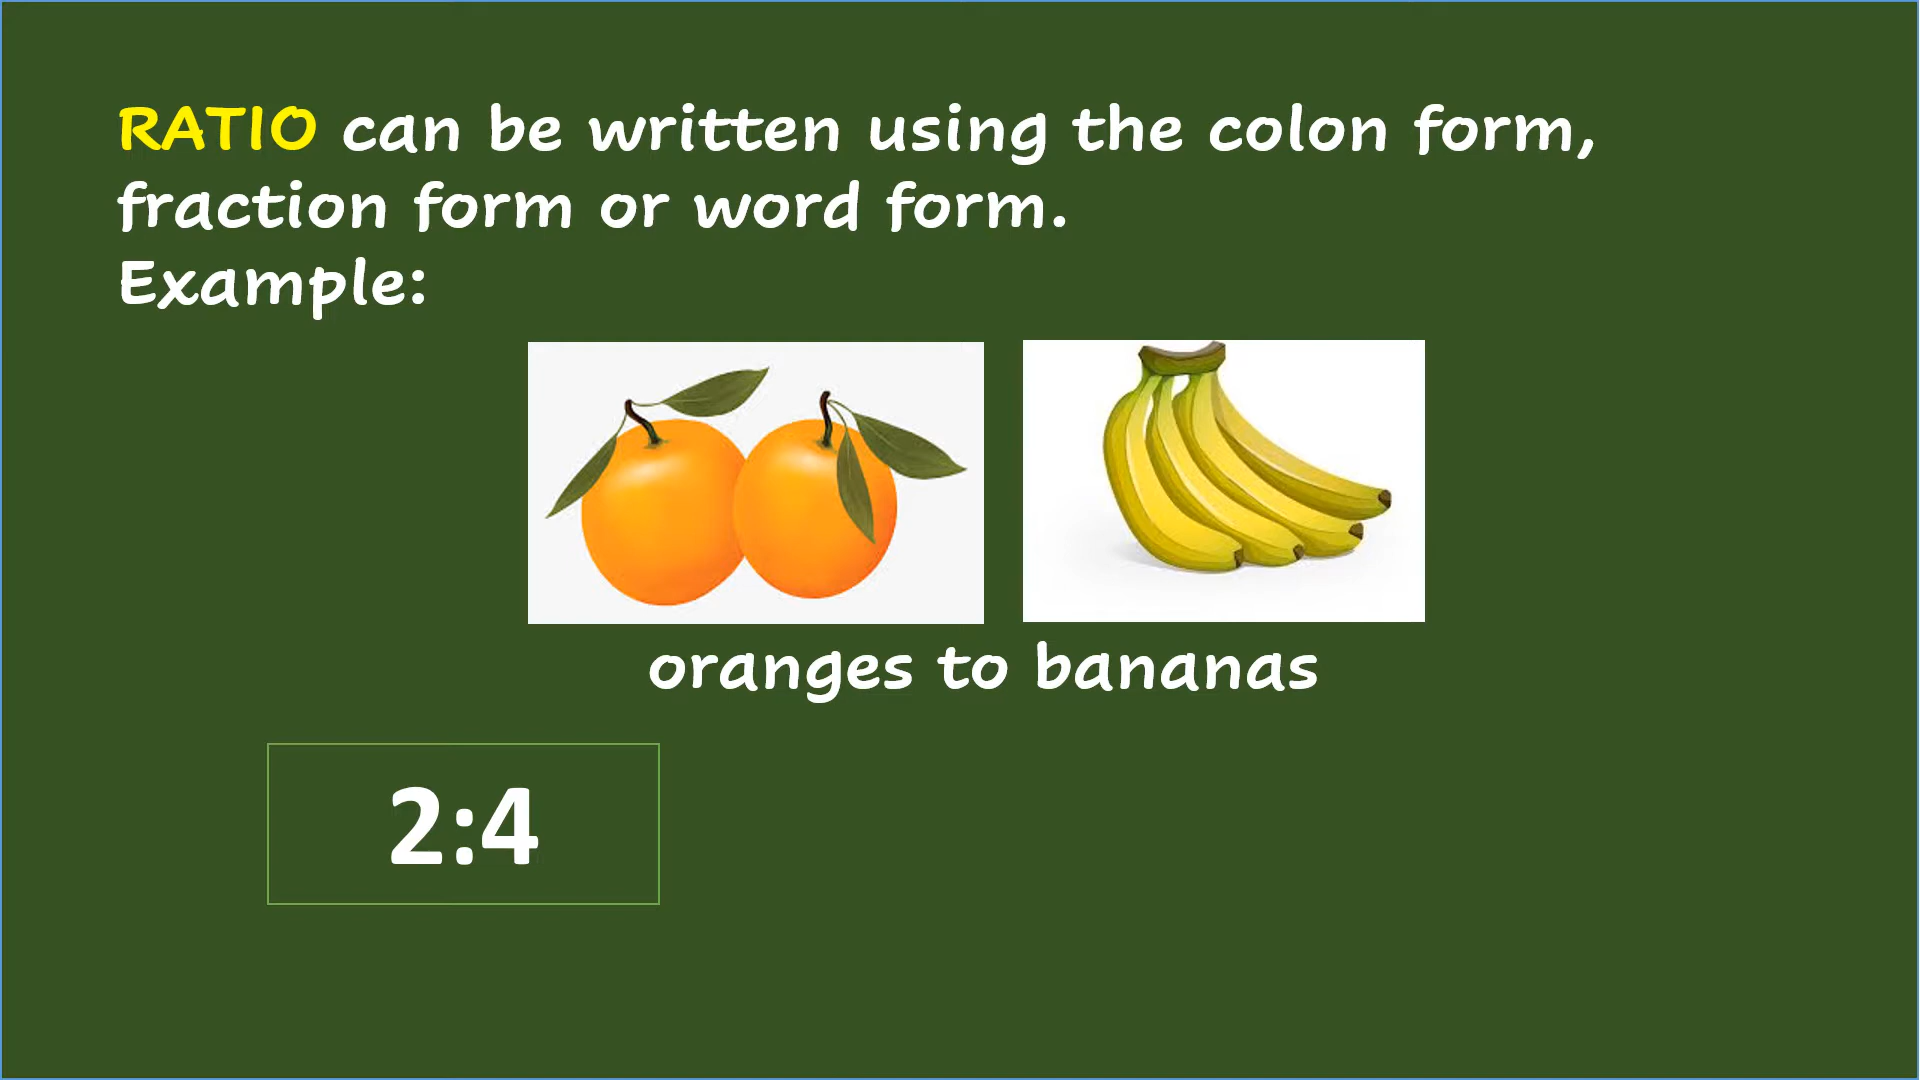 RATIO can be written using the colon form,
fraction form or word form.
Example:
oranges to bananas
2:4